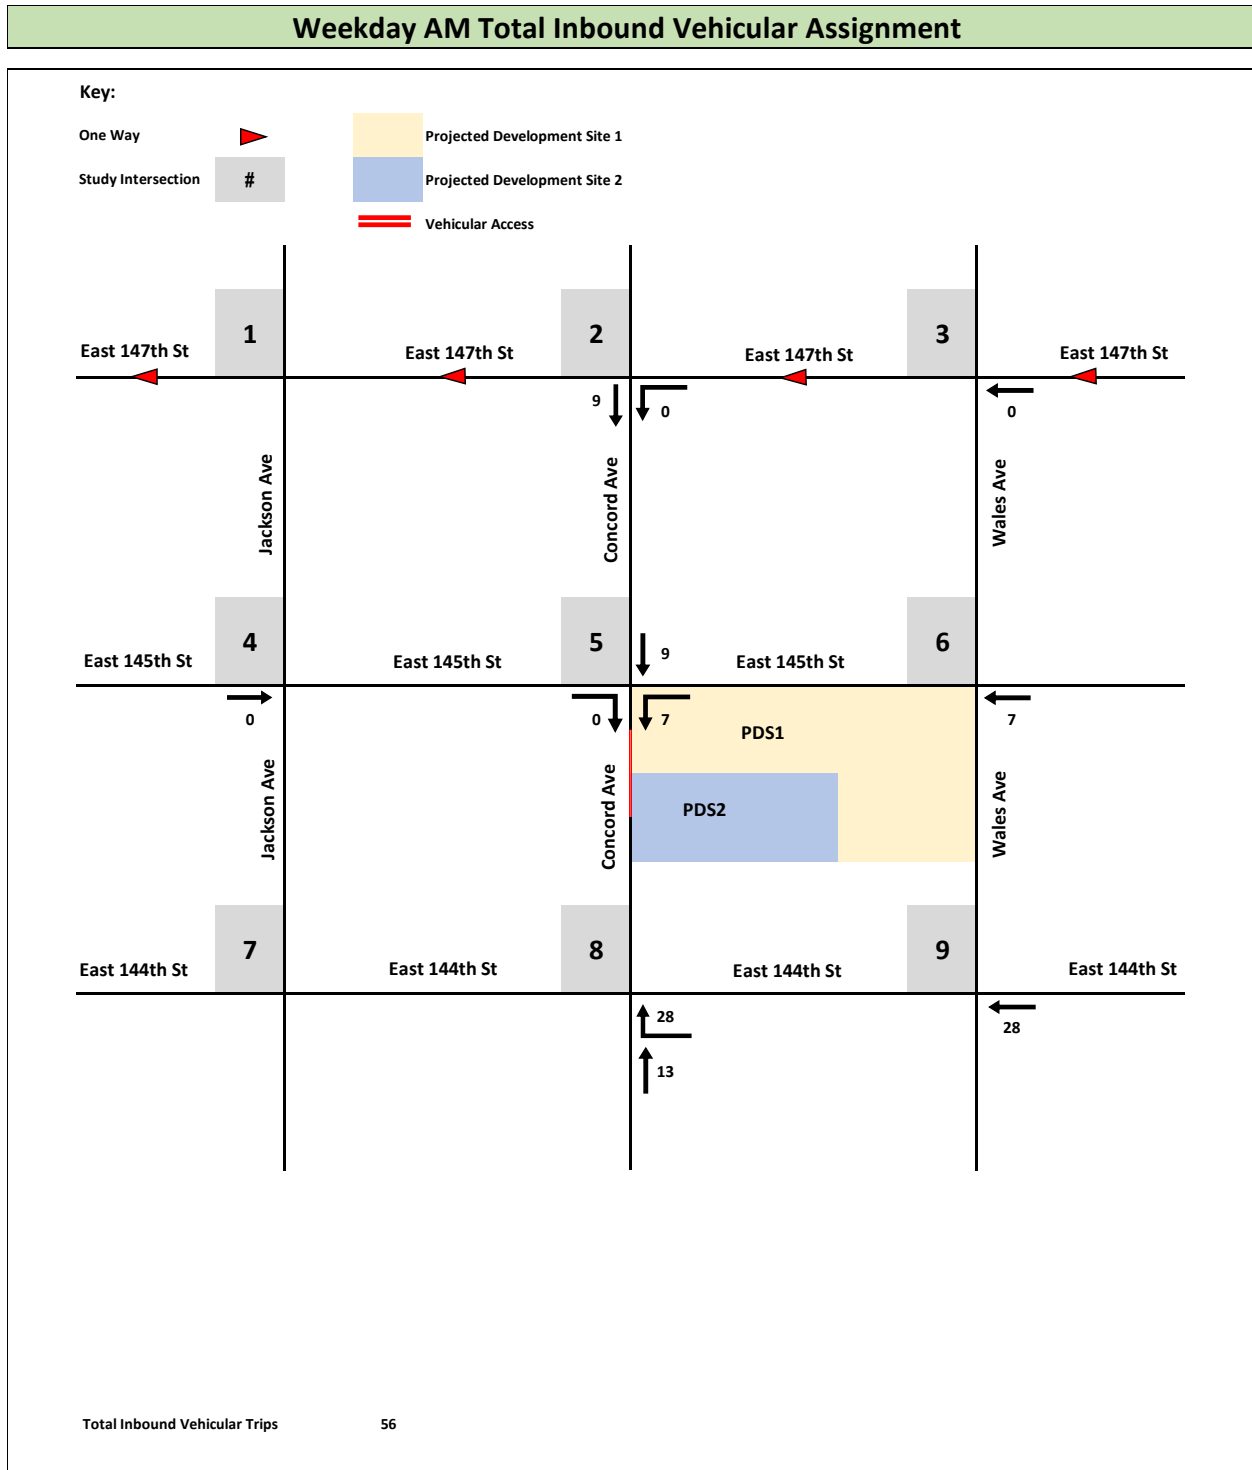 Weekday AM Total Inbound Vehicular Assignment
Key:
One Way
Projected Development Site 1
Study Intersection
#
Projected Development Site 2
Vehicular Access
1
2
3
East 147th St
East 147th St
East 147th St
East 147th St
9
0
0
Jackson Ave
Concord Ave
Wales Ave
4
5
6
East 145th St
East 145th St
9
East 145th St
0
0
7
7
PDS1
Jackson Ave
Concord Ave
PDS2
Wales Ave
7
8
9
East 144th St
East 144th St
East 144th St
East 144th St
28
28
13
Total Inbound Vehicular Trips
56